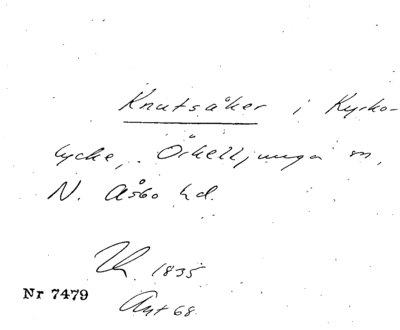 Knutsåker i Kyrko-
lycke, Örkelljunga sn,
N. Åsbo hd.
1835
Nr 7479
Ant 68